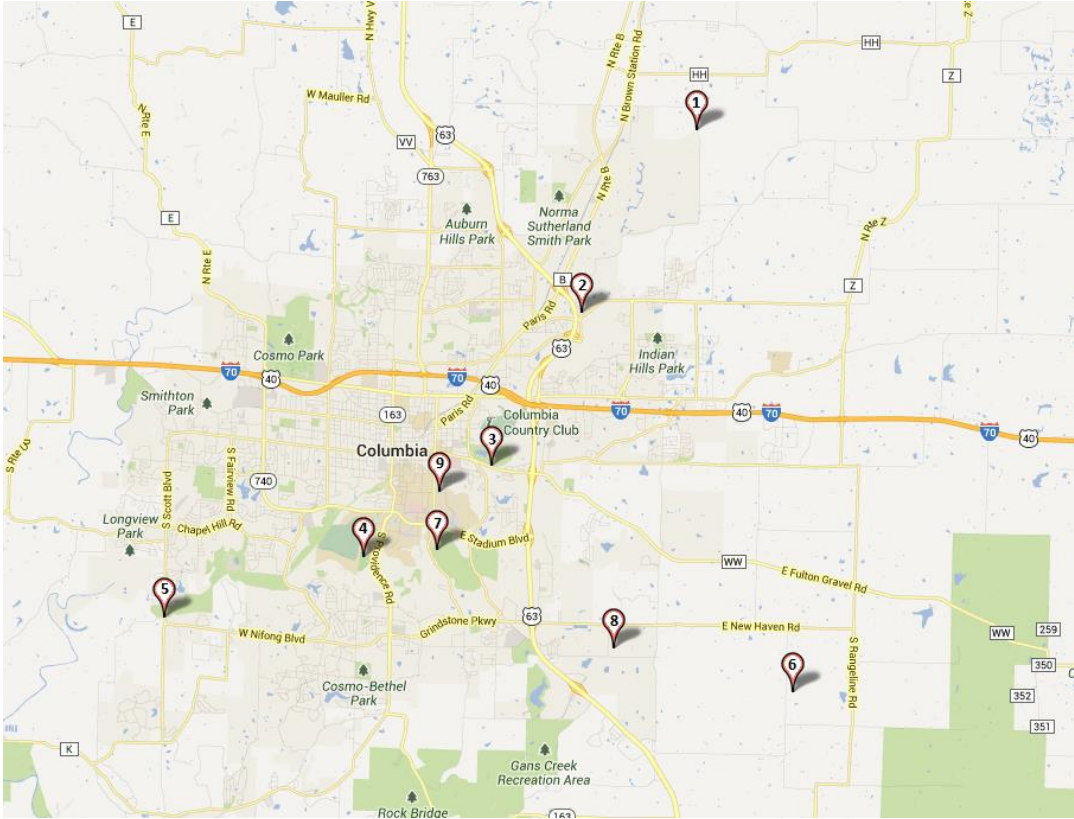 E
HH
N Rte Z
N Hwy V
N Rte B
N Brown Station Rd
HH
Z
W Mauller Rd
N Rte E
1
63
VV
763
N Rte B
E
Auburn
Hills Park
Norma
Sutherland
Smith Park
N Rte Z
N Rte E
B
2
Z
Paris Rd
Cosmo Park
63
Indian
Hills Park
70
40
70
40
Smithton
Park
163
Paris Rd
70
40
70
Columbia
Country Club
70
40
S Rte
3
Columbia
S Scott Blvd
S Fairview Rd
740
9
Longview
Park
Chapel Hill Rd
4
7
S Providence Rd
E Stadium Blvd
WW
E Fulton Gravel Rd
5
63
8
Grindstone Pkwy
W Nifong Blvd
E New Haven Rd
WW
259
S Rangeline Rd
350
6
Cosmo-Bethel
Park
352
351
K
Gans Creek
Recreation Area
Rock Bridge
163